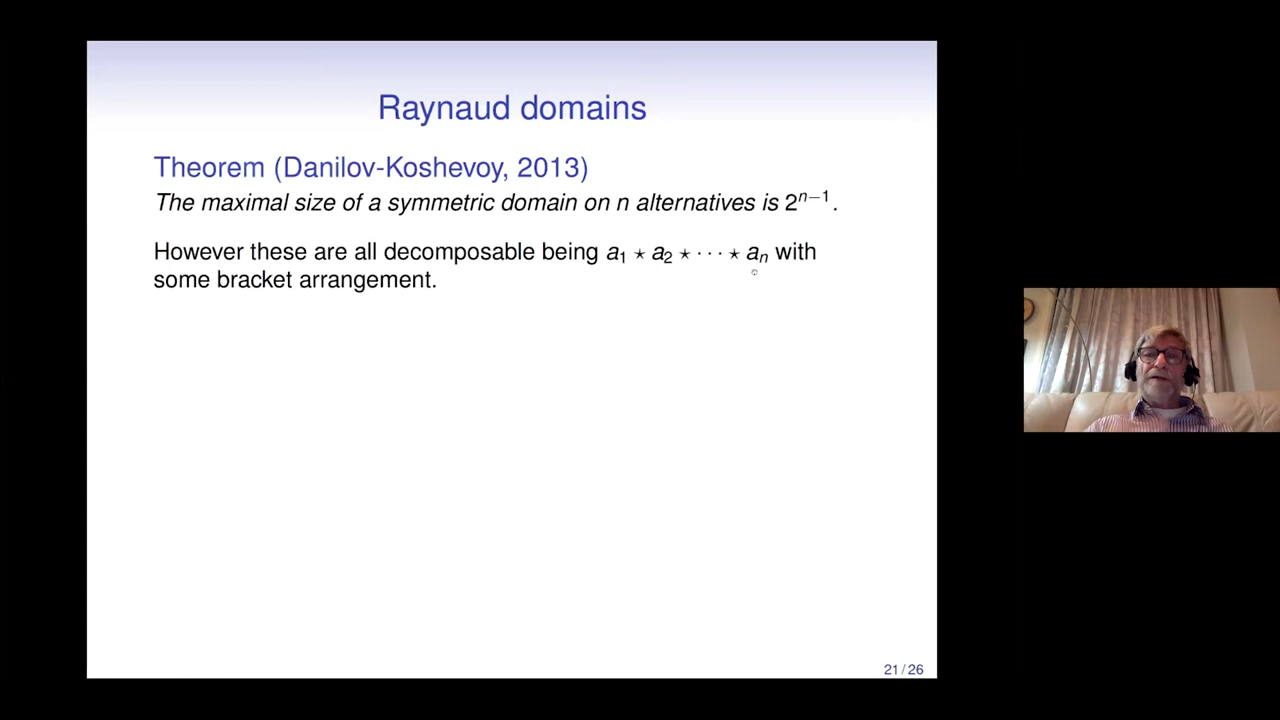 Raynaud domains
Theorem (Danilov-Koshevoy, 2013)
The maximal size of a symmetric domain on n alternatives is 2ⁿ⁻¹.
However these are all decomposable being a₁ ⋆ a₂ ⋆ ⋯ ⋆ aₙ with
some bracket arrangement.
21 / 26